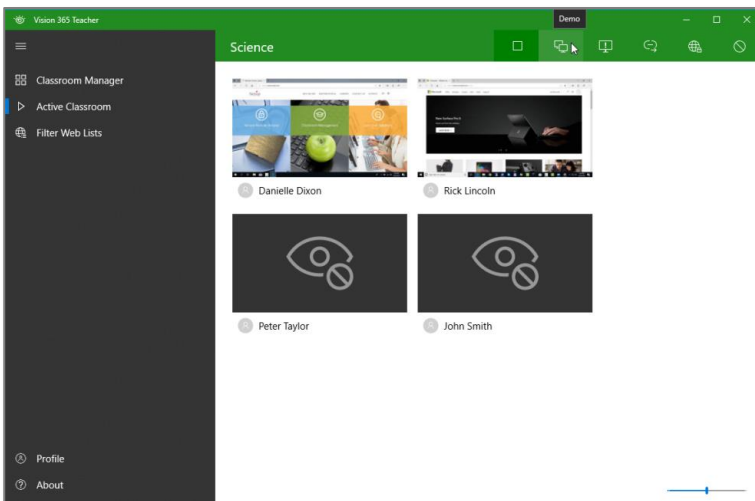 Vision 365 Teacher
Demo
Science
Classroom Manager
Active Classroom
Filter Web Lists
Danielle Dixon
Rick Lincoln
Peter Taylor
John Smith
Profile
About